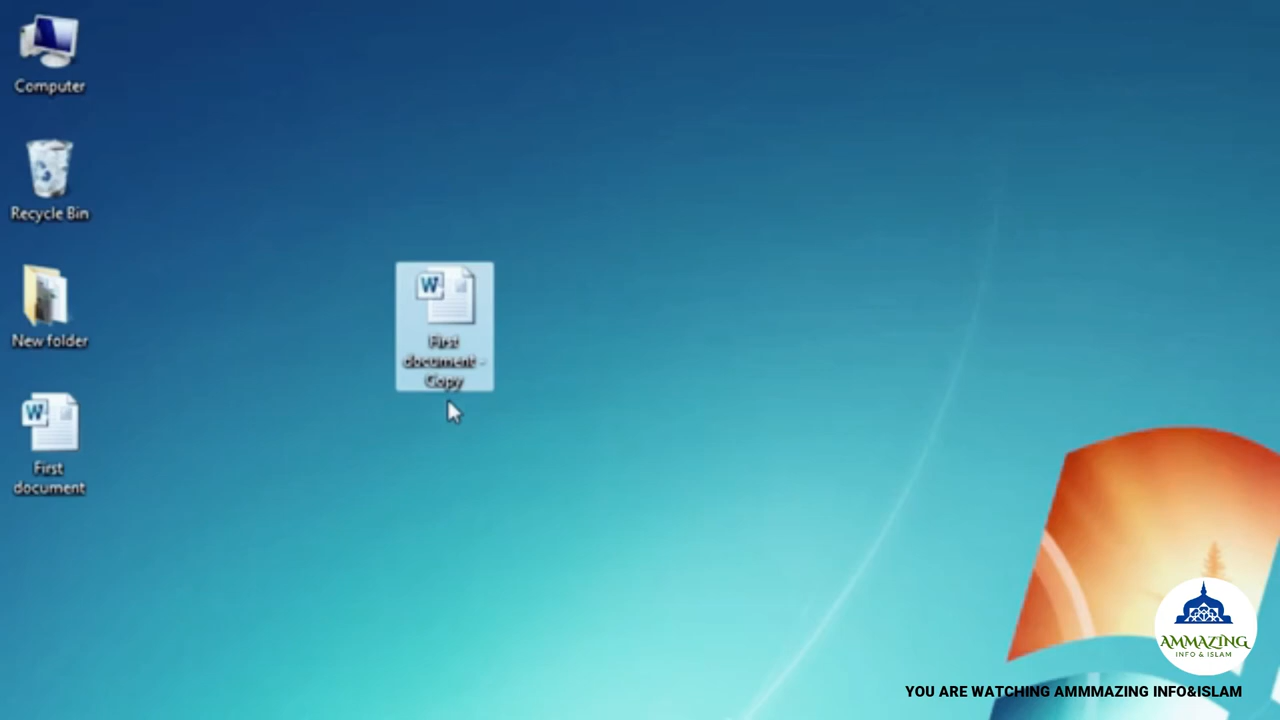 Computer
Recycle Bin
New folder
First
document
First
document -
Copy
AMMAZING
INFO & ISLAM
YOU ARE WATCHING AMMMAZING INFO&ISLAM